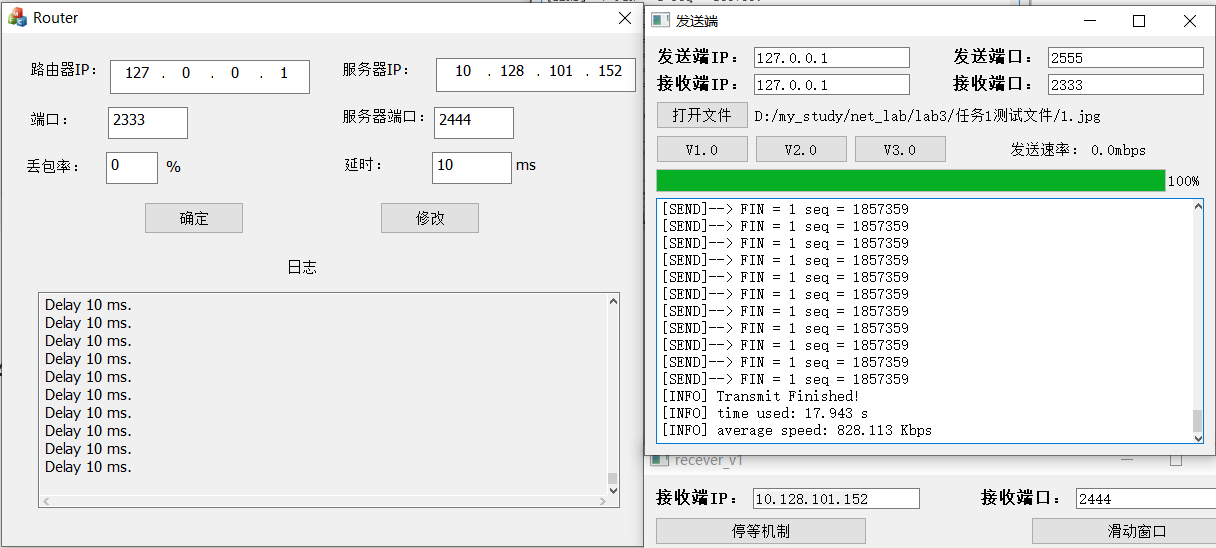 Router
路由器IP：
127 . 0 . 0 . 1
服务器IP：
10 . 128 . 101 . 152
端口：
2333
服务器端口：
2444
丢包率：
0
%
延时：
10
ms
确定
修改
日志
Delay 10 ms.
Delay 10 ms.
Delay 10 ms.
Delay 10 ms.
Delay 10 ms.
Delay 10 ms.
Delay 10 ms.
Delay 10 ms.
Delay 10 ms.
Delay 10 ms.
发送端
发送端IP： 127.0.0.1 发送端口： 2555
接收端IP： 127.0.0.1 接收端口： 2333
打开文件 D:/my_study/net_lab/lab3/任务1测试文件/1.jpg
V1.0 V2.0 V3.0 发送速率： 0.0mbps
100%
[SEND]--> FIN = 1 seq = 1857359
[SEND]--> FIN = 1 seq = 1857359
[SEND]--> FIN = 1 seq = 1857359
[SEND]--> FIN = 1 seq = 1857359
[SEND]--> FIN = 1 seq = 1857359
[SEND]--> FIN = 1 seq = 1857359
[SEND]--> FIN = 1 seq = 1857359
[SEND]--> FIN = 1 seq = 1857359
[SEND]--> FIN = 1 seq = 1857359
[SEND]--> FIN = 1 seq = 1857359
[SEND]--> FIN = 1 seq = 1857359
[INFO] Transmit Finished!
[INFO] time used: 17.943 s
[INFO] average speed: 828.113 Kbps
recever_v1
接收端IP： 10.128.101.152 接收端口： 2444
停等机制 滑动窗口